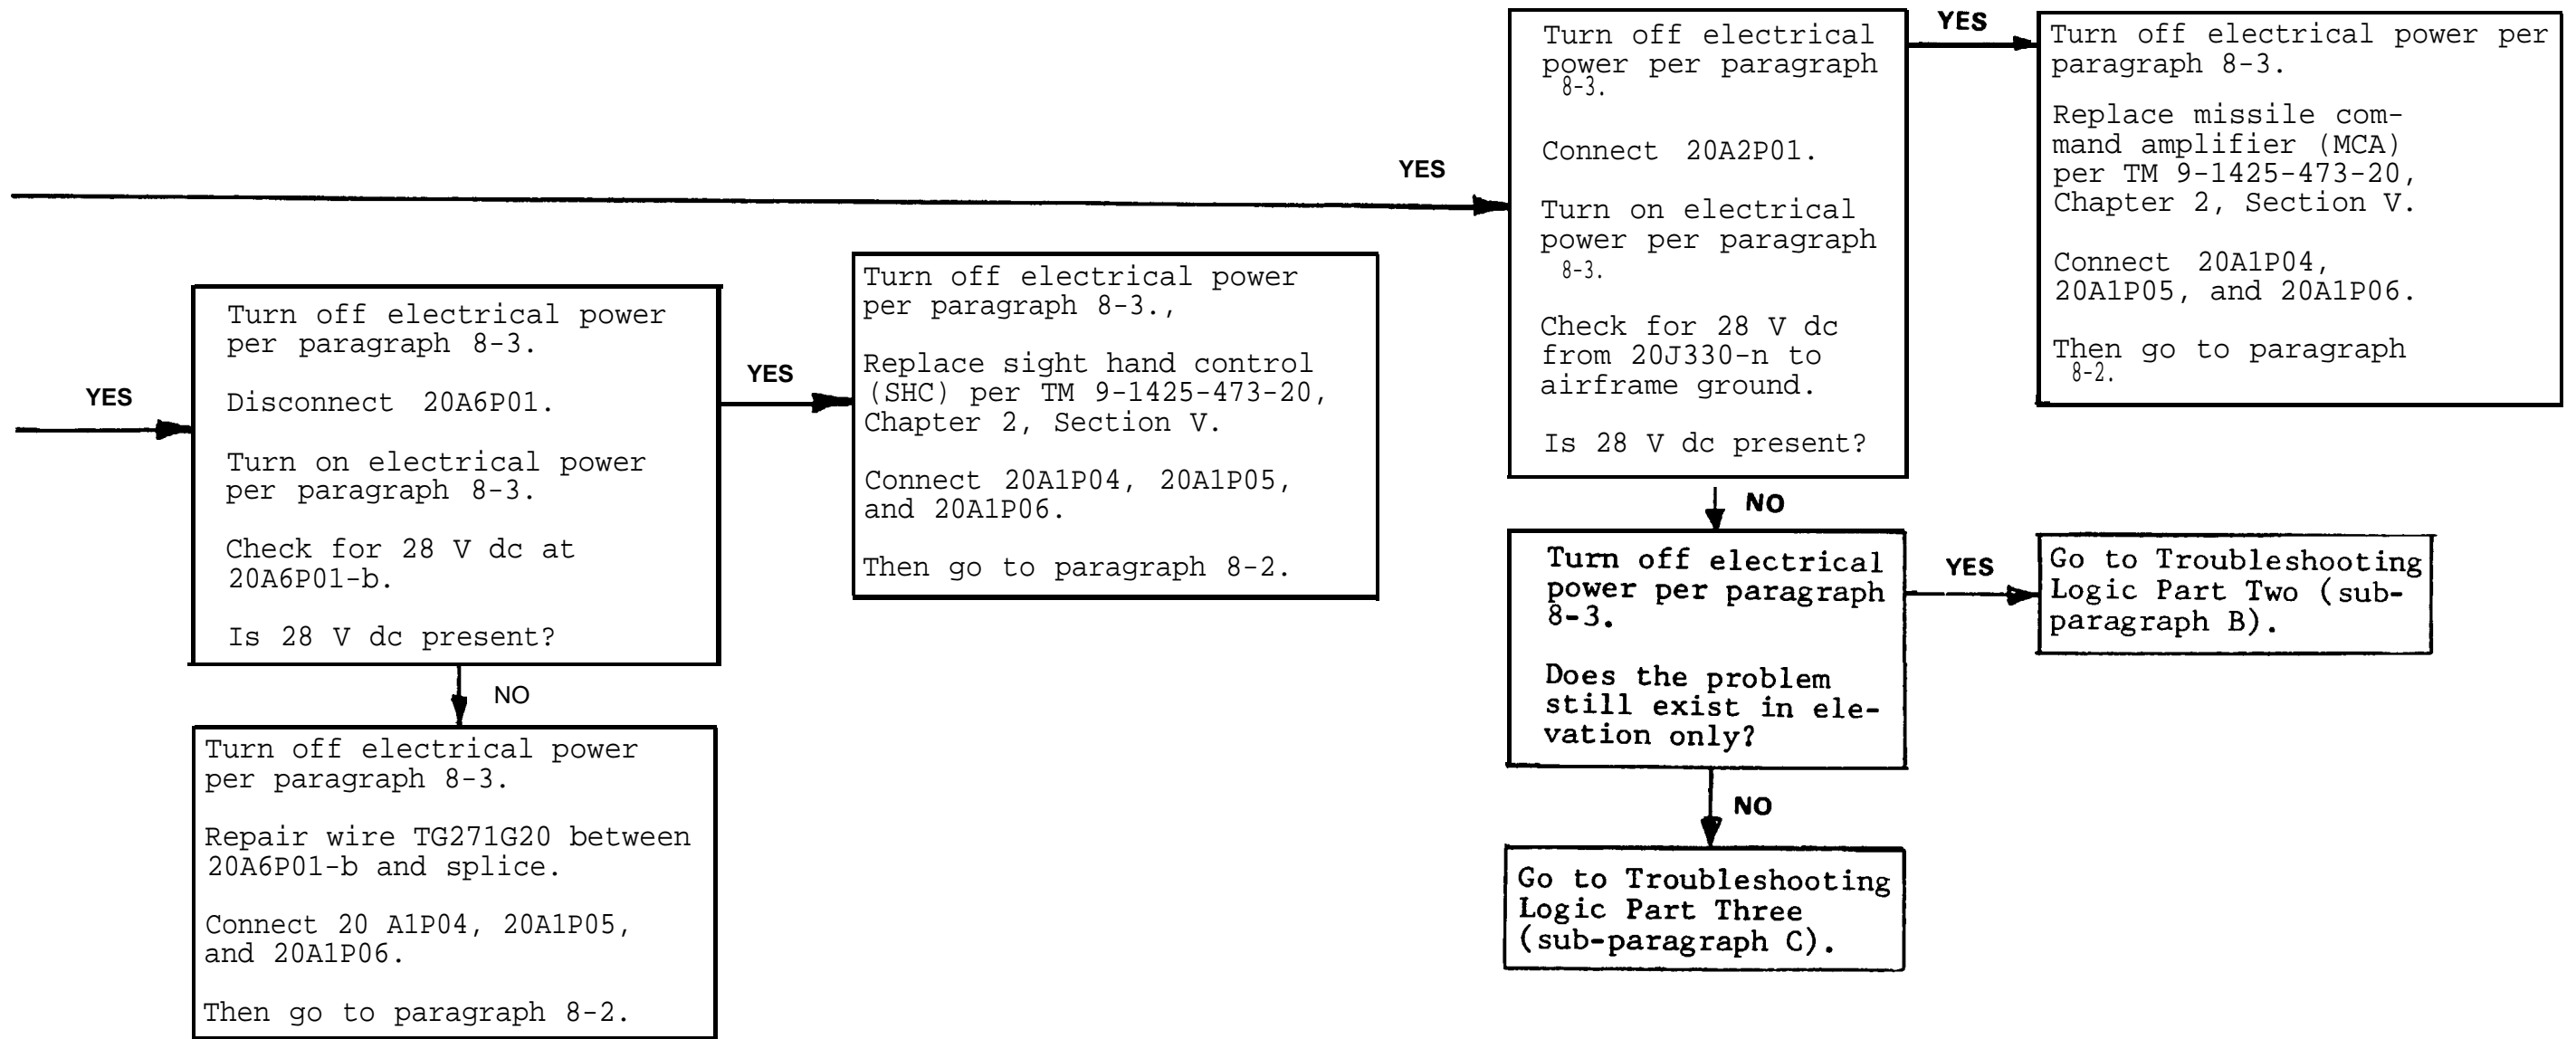 YES
Turn off electrical power
per paragraph 8-3.
Disconnect 20A6P01.
Turn on electrical power
per paragraph 8-3.
Check for 28 V dc at
20A6P01-b.
Is 28 V dc present?
NO
Turn off electrical power
per paragraph 8-3.
Repair wire TG271G20 between
20A6P01-b and splice.
Connect 20 A1P04, 20A1P05,
and 20A1P06.
Then go to paragraph 8-2.
YES
Turn off electrical power
per paragraph 8-3.,
Replace sight hand control
(SHC) per TM 9-1425-473-20,
Chapter 2, Section V.
Connect 20A1P04, 20A1P05,
and 20A1P06.
Then go to paragraph 8-2.
YES
Turn off electrical
power per paragraph
8-3.
Connect 20A2P01.
Turn on electrical
power per paragraph
8-3.
Check for 28 V dc
from 20J330-n to
airframe ground.
Is 28 V dc present?
YES
Turn off electrical power per
paragraph 8-3.
Replace missile com-
mand amplifier (MCA)
per TM 9-1425-473-20,
Chapter 2, Section V.
Connect 20A1P04,
20A1P05, and 20A1P06.
Then go to paragraph
8-2.
NO
Turn off electrical
power per paragraph
8-3.
Does the problem
still exist in ele-
vation only?
YES
Go to Troubleshooting
Logic Part Two (sub-
paragraph B).
NO
Go to Troubleshooting
Logic Part Three
(sub-paragraph C).